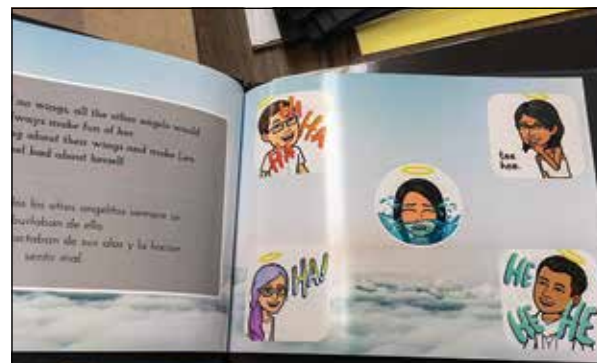 no wings, all the other angels would
always make fun of her
about their wings and make
feel bad about herself
los otros angelitos siempre se
burlaban de ella
de sus alas y la hacían
sentir mal.
HA
HA
HA
tee
hee.
HA!
HE
HE HE